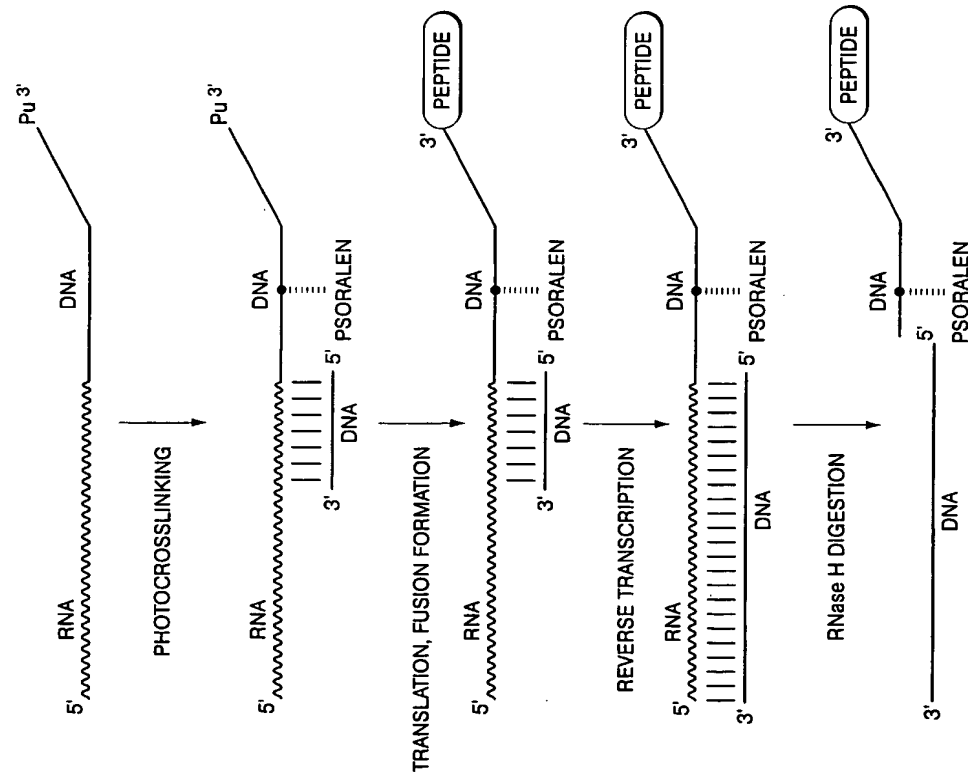 5'
RNA
DNA
Pu 3'
PHOTOCROSSLINKING
5'
RNA
DNA
Pu 3'
3'
DNA
5'
PSORALEN
TRANSLATION, FUSION FORMATION
5'
RNA
DNA
3'
PEPTIDE
3'
DNA
5'
PSORALEN
REVERSE TRANSCRIPTION
5'
RNA
DNA
3'
PEPTIDE
3'
DNA
5'
PSORALEN
RNase H DIGESTION
DNA
3'
PEPTIDE
3'
DNA
5'
PSORALEN